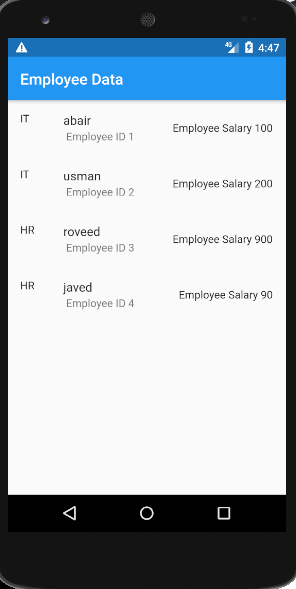 4G 4:47
Employee Data
IT abair Employee Salary 100
Employee ID 1
IT usman Employee Salary 200
Employee ID 2
HR roveed Employee Salary 900
Employee ID 3
HR javed Employee Salary 90
Employee ID 4